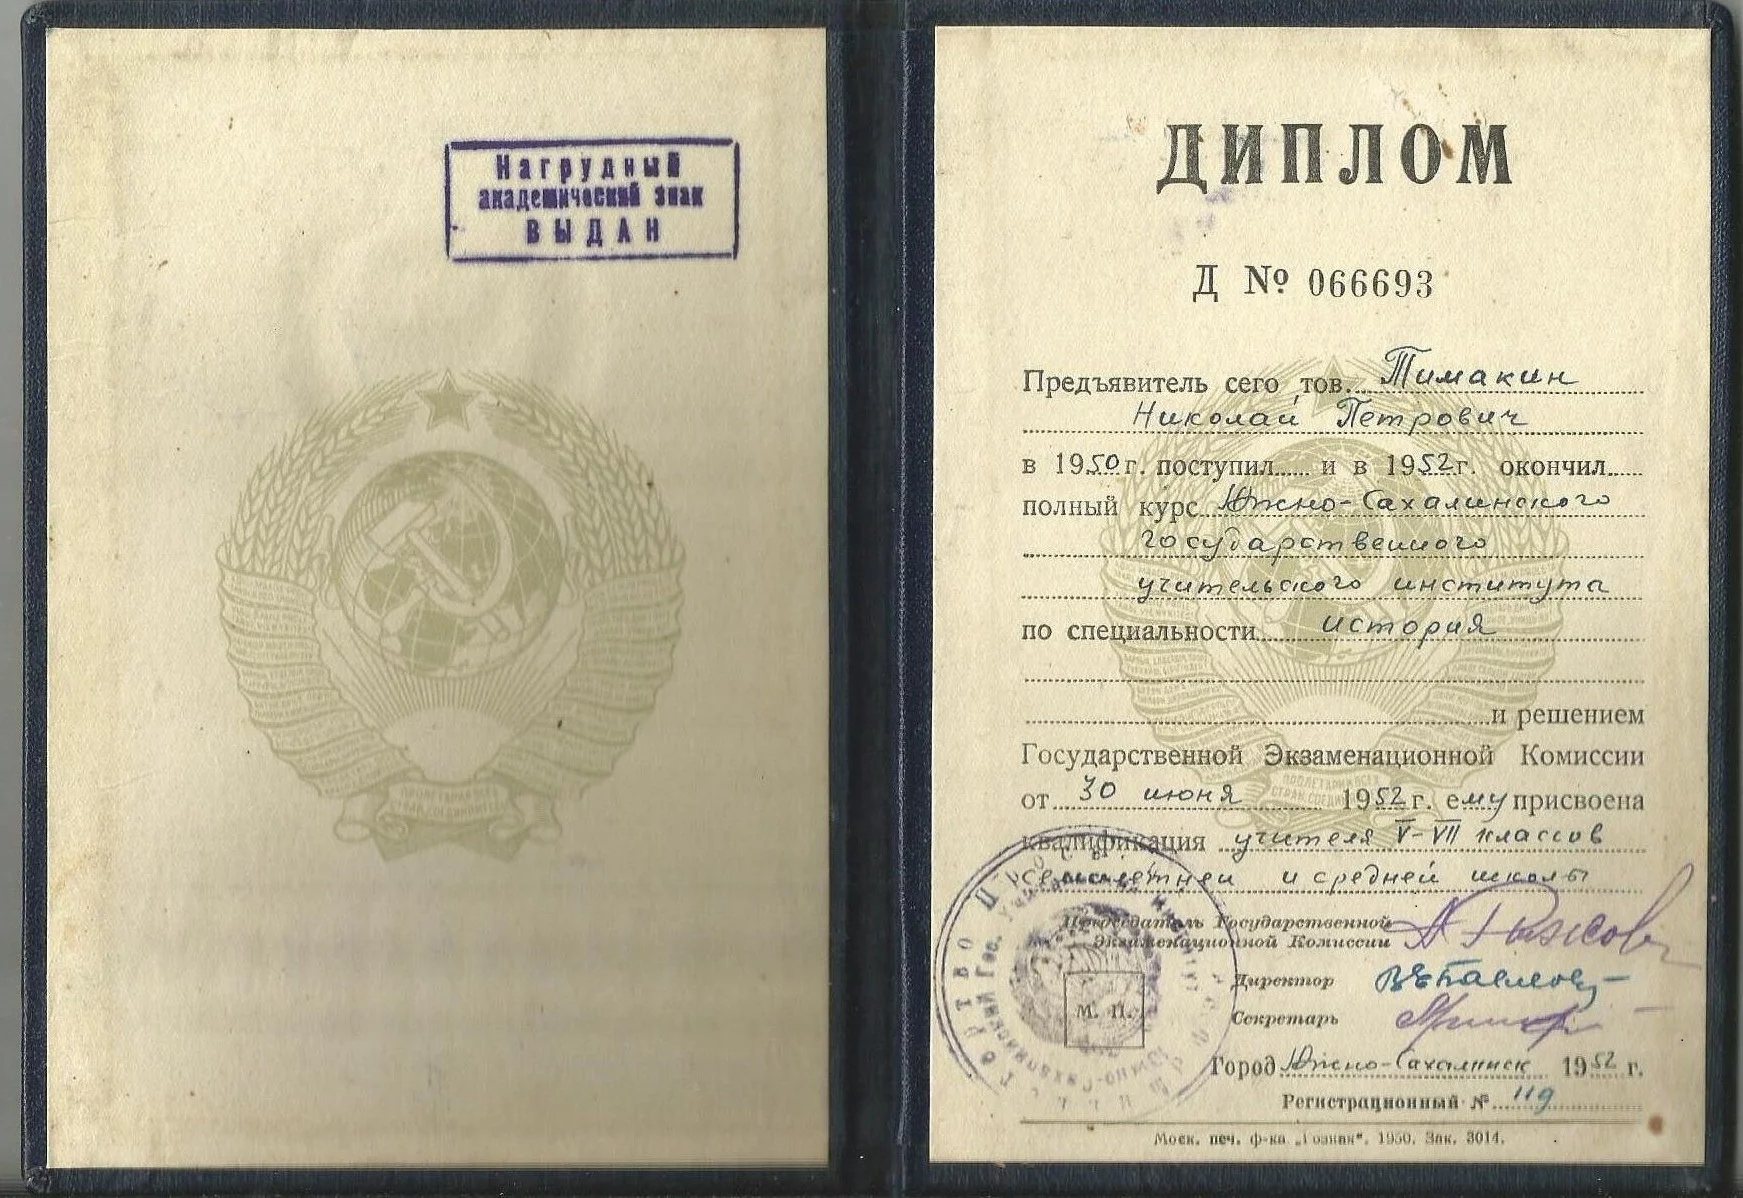 Нагрудный
академический знак
ВЫДАН
ДИПЛОМ
Д № 066693
Предъявитель сего, тов. Тимакин
Николай Петрович
в 1950 г. поступил и в 1952 г. окончил
полный курс Южно-Сахалинского
государственного
учительского института
по специальности история
и решением
Государственной Экзаменационной Комиссии
от 30 июня 1952 г. ему присвоена
квалификация учителя V-VII классов
семилетней и средней школы
Председатель Государственной
Экзаменационной Комиссии
Директор
Секретарь
М. П.
Город Южно-Сахалинск 1952 г.
Регистрационный № 119
Моск. печ. ф-ка „Гознак“. 1950. Зак. 3014.